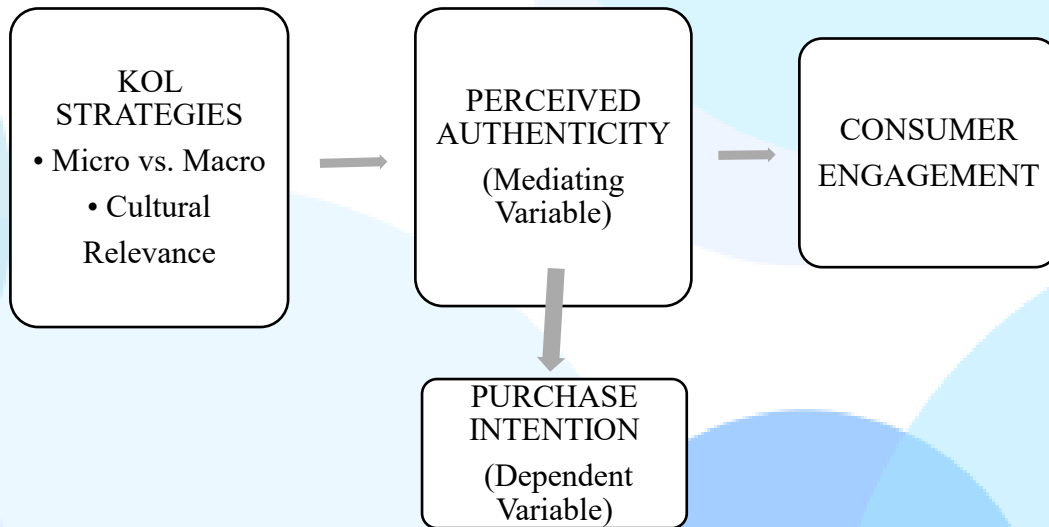 KOL
STRATEGIES
• Micro vs. Macro
• Cultural
Relevance
PERCEIVED
AUTHENTICITY
(Mediating
Variable)
CONSUMER
ENGAGEMENT
PURCHASE
INTENTION
(Dependent
Variable)